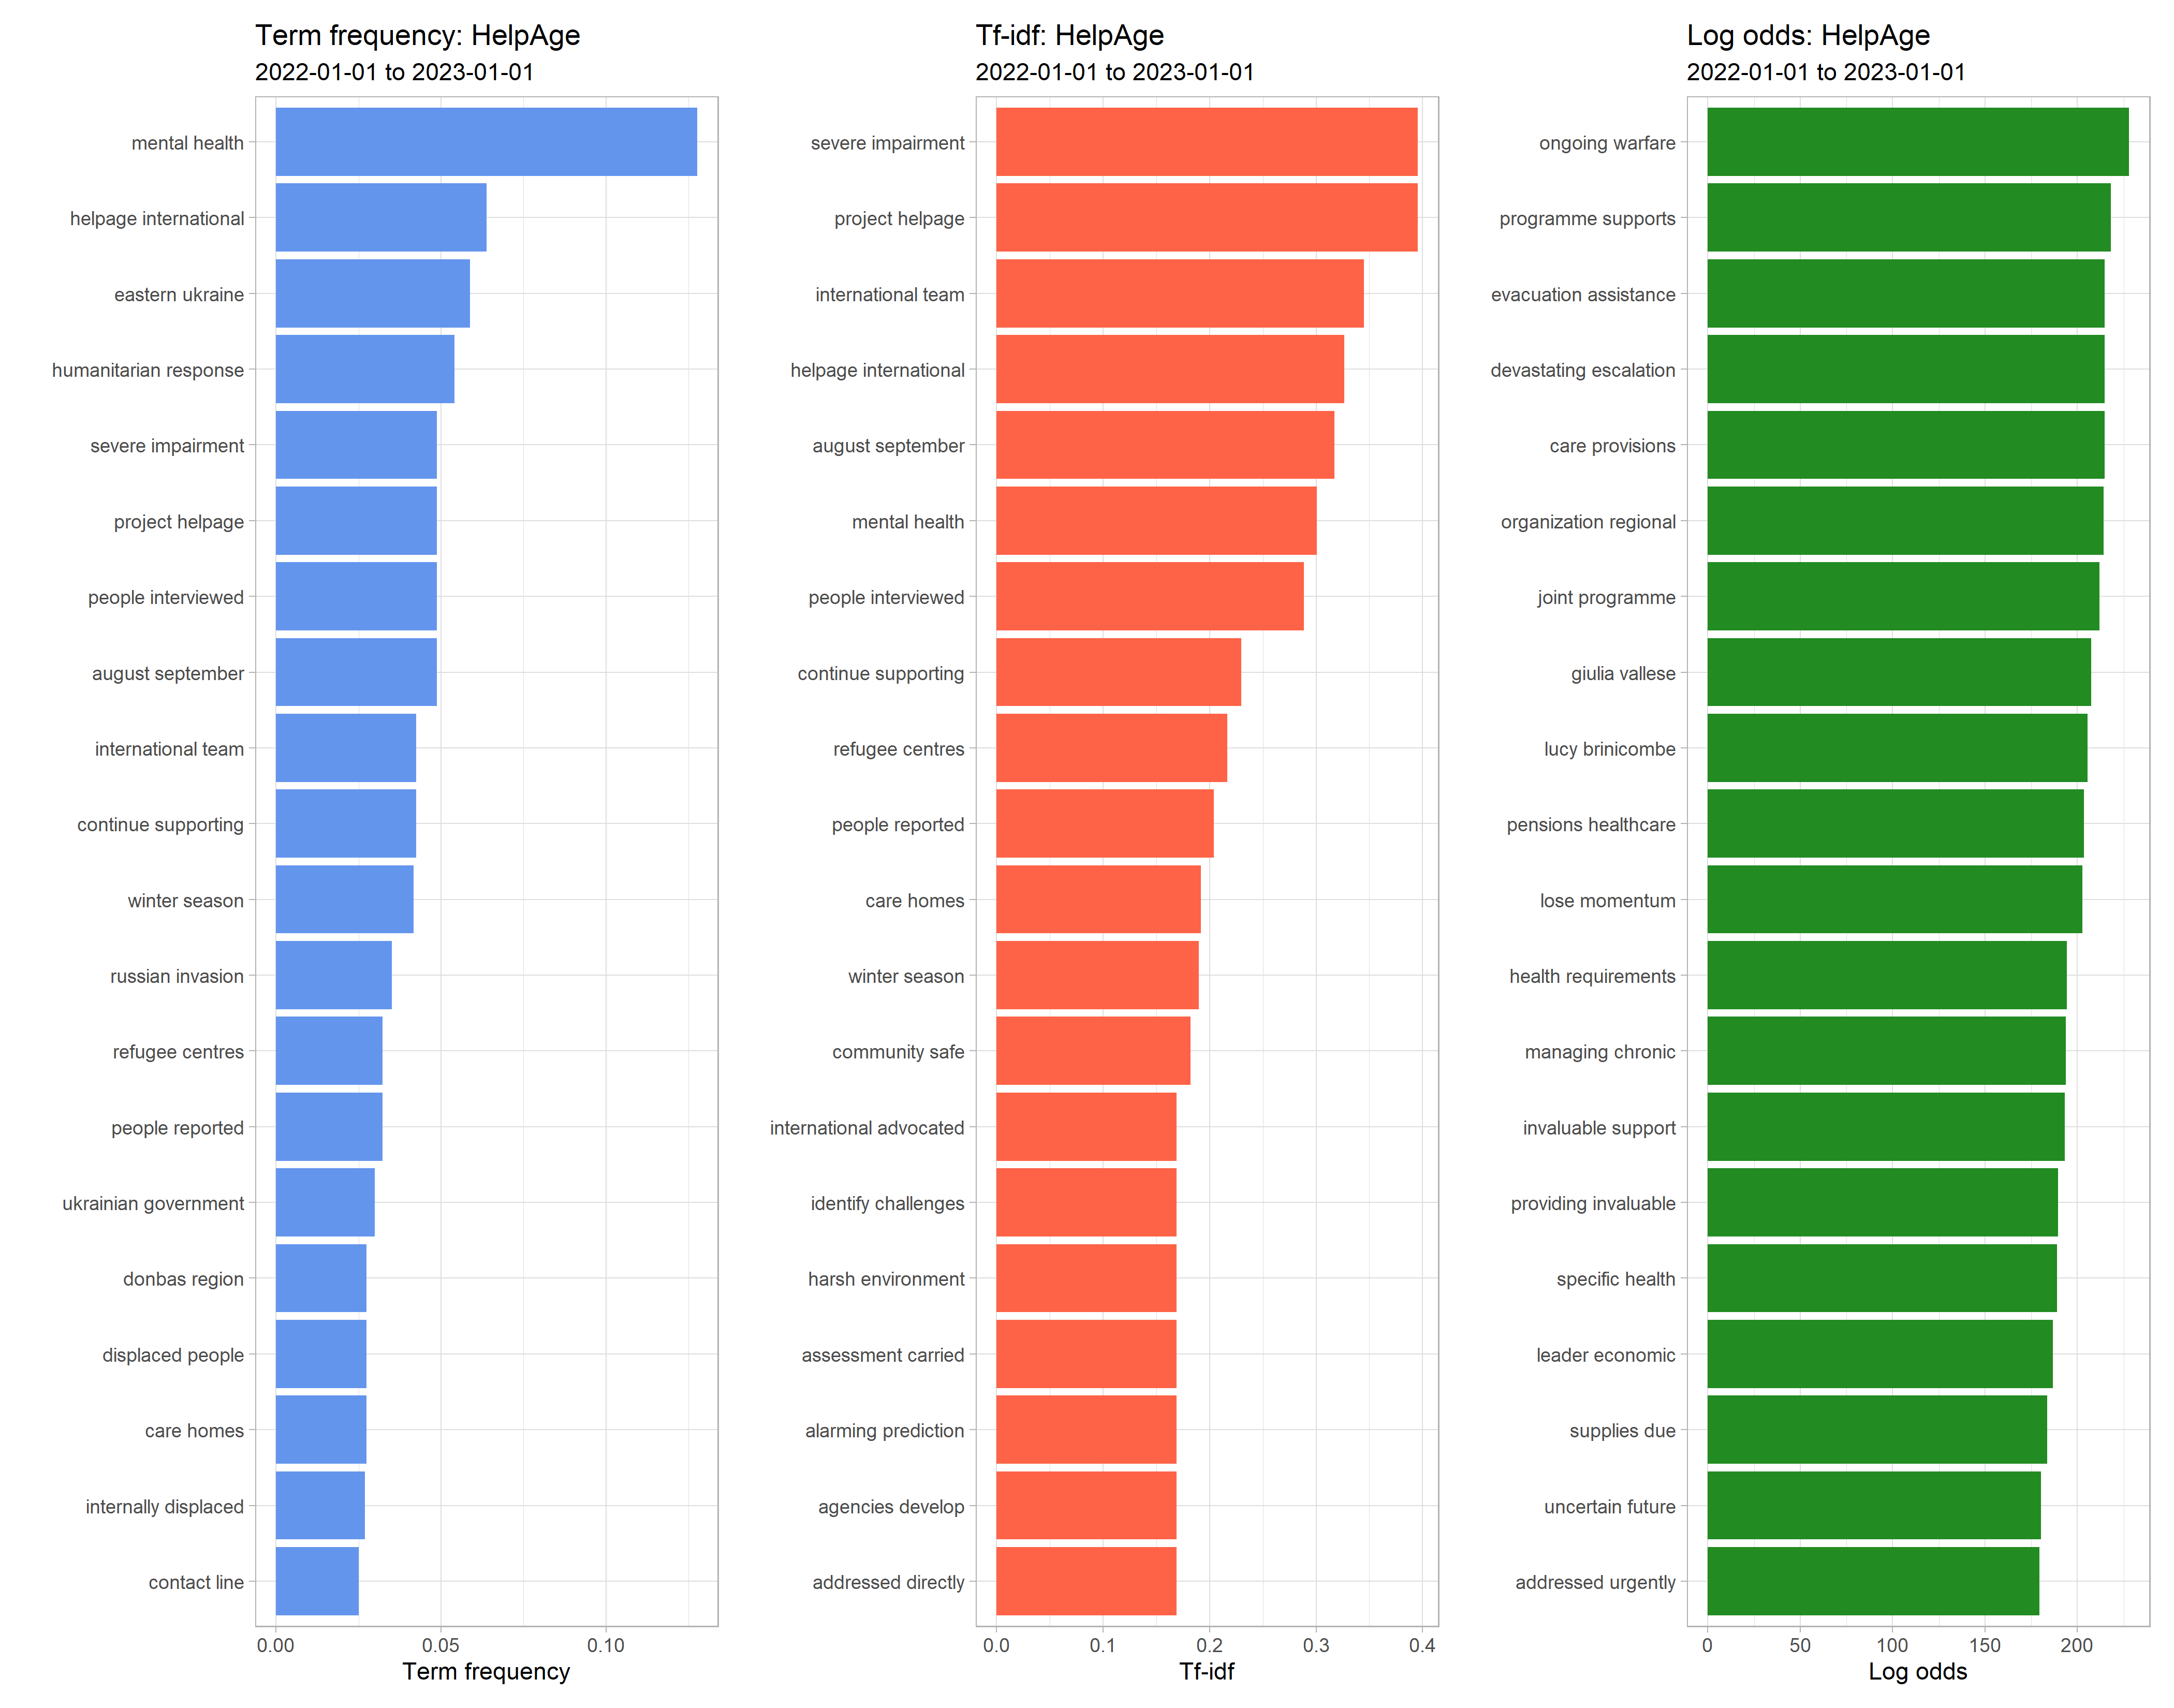 Term frequency: HelpAge
2022-01-01 to 2023-01-01
mental health
helpage international
eastern ukraine
humanitarian response
severe impairment
project helpage
people interviewed
august september
international team
continue supporting
winter season
russian invasion
refugee centres
people reported
ukrainian government
donbas region
displaced people
care homes
internally displaced
contact line
0.00 0.05 0.10
Term frequency
Tf-idf: HelpAge
2022-01-01 to 2023-01-01
severe impairment
project helpage
international team
helpage international
august september
mental health
people interviewed
continue supporting
refugee centres
people reported
care homes
winter season
community safe
international advocated
identify challenges
harsh environment
assessment carried
alarming prediction
agencies develop
addressed directly
0.0 0.1 0.2 0.3 0.4
Tf-idf
Log odds: HelpAge
2022-01-01 to 2023-01-01
ongoing warfare
programme supports
evacuation assistance
devastating escalation
care provisions
organization regional
joint programme
giulia vallese
lucy brinicombe
pensions healthcare
lose momentum
health requirements
managing chronic
invaluable support
providing invaluable
specific health
leader economic
supplies due
uncertain future
addressed urgently
0 50 100 150 200
Log odds